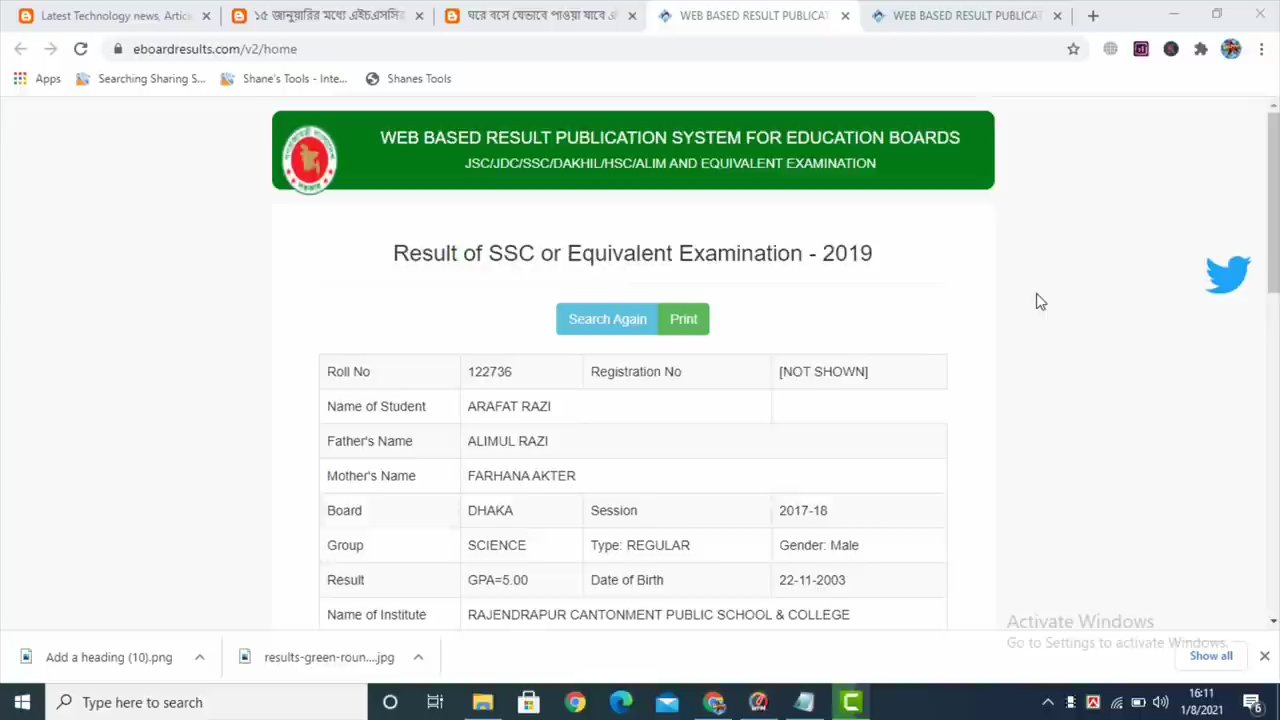 Latest Technology news, Artic
১৫ জানুয়ারির মধ্যে এইচএসসির
ঘরে বসে যেভাবে পাওয়া যাবে এই
WEB BASED RESULT PUBLICAT
WEB BASED RESULT PUBLICAT
eboardresults.com/v2/home
Apps
Searching Sharing S...
Shane's Tools - Inte...
Shanes Tools
WEB BASED RESULT PUBLICATION SYSTEM FOR EDUCATION BOARDS
JSC/JDC/SSC/DAKHIL/HSC/ALIM AND EQUIVALENT EXAMINATION
Result of SSC or Equivalent Examination - 2019
Search Again Print
Roll No 122736 Registration No [NOT SHOWN]
Name of Student ARAFAT RAZI
Father's Name ALIMUL RAZI
Mother's Name FARHANA AKTER
Board DHAKA Session 2017-18
Group SCIENCE Type: REGULAR Gender: Male
Result GPA=5.00 Date of Birth 22-11-2003
Name of Institute RAJENDRAPUR CANTONMENT PUBLIC SCHOOL & COLLEGE
Activate Windows
Go to Settings to activate Windows.
Add a heading (10).png
results-green-roun....jpg
Show all
Type here to search
16:11
1/8/2021
6